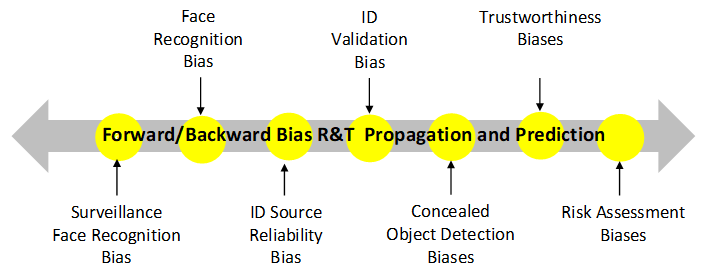 Face
Recognition
Bias
ID
Validation
Bias
Trustworthiness
Biases
Forward/Backward Bias R&T Propagation and Prediction
Surveillance
Face Recognition
Bias
ID Source
Reliability
Bias
Concealed
Object Detection
Biases
Risk Assessment
Biases